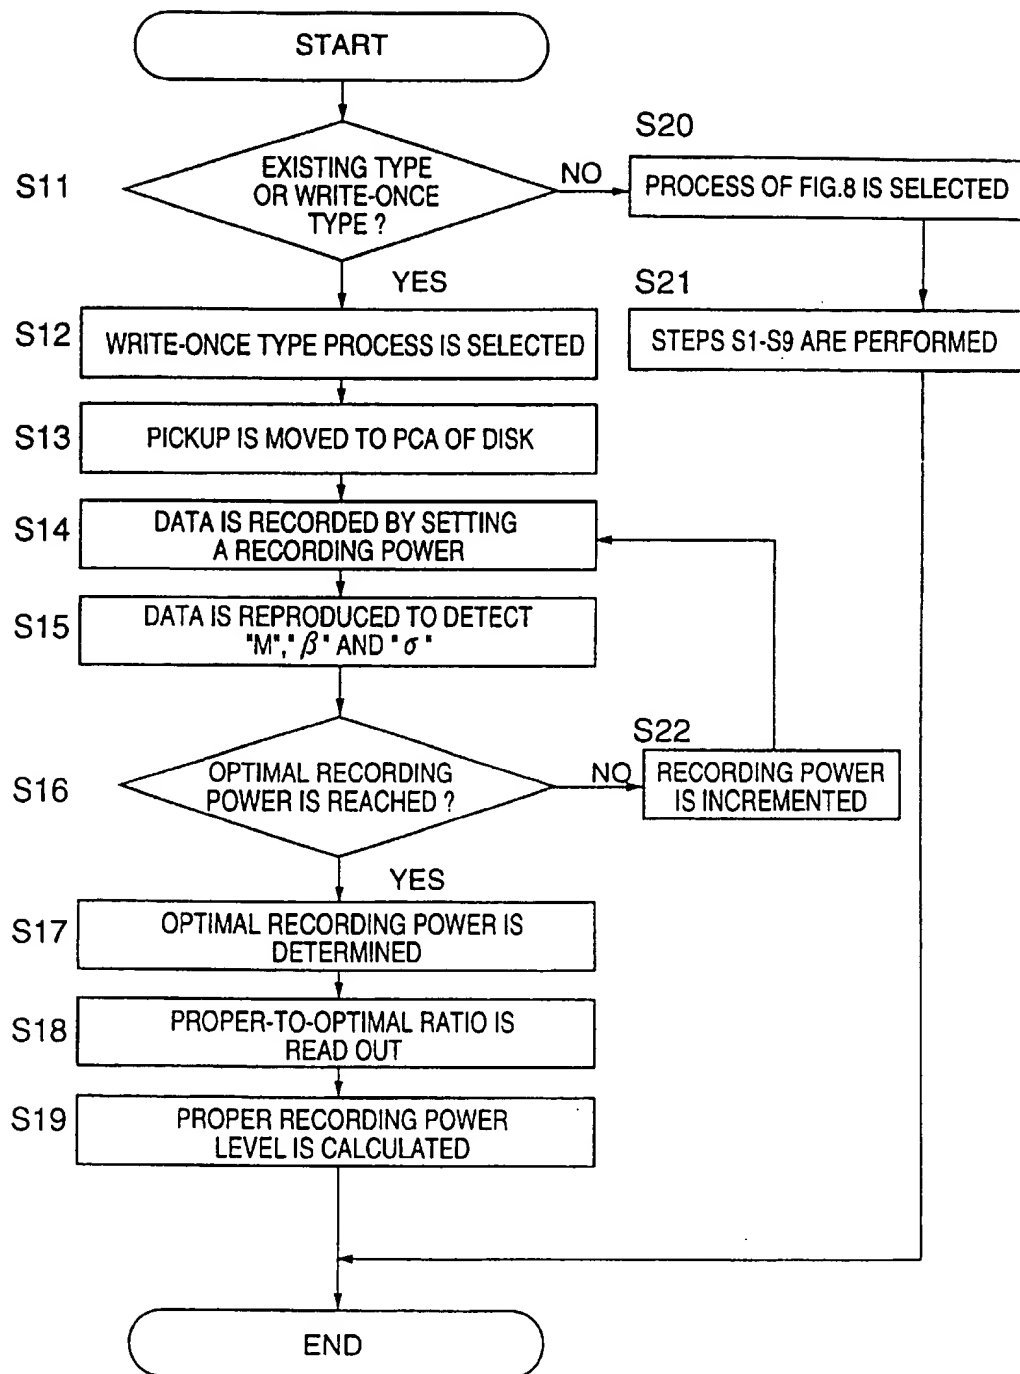 START
S11
EXISTING TYPE
OR WRITE-ONCE
TYPE ?
NO
S20
PROCESS OF FIG.8 IS SELECTED
YES
S21
STEPS S1-S9 ARE PERFORMED
S12
WRITE-ONCE TYPE PROCESS IS SELECTED
S13
PICKUP IS MOVED TO PCA OF DISK
S14
DATA IS RECORDED BY SETTING
A RECORDING POWER
S15
DATA IS REPRODUCED TO DETECT
"M", "β" AND "σ"
S16
OPTIMAL RECORDING
POWER IS REACHED ?
NO
S22
RECORDING POWER
IS INCREMENTED
YES
S17
OPTIMAL RECORDING POWER IS
DETERMINED
S18
PROPER-TO-OPTIMAL RATIO IS
READ OUT
S19
PROPER RECORDING POWER
LEVEL IS CALCULATED
END